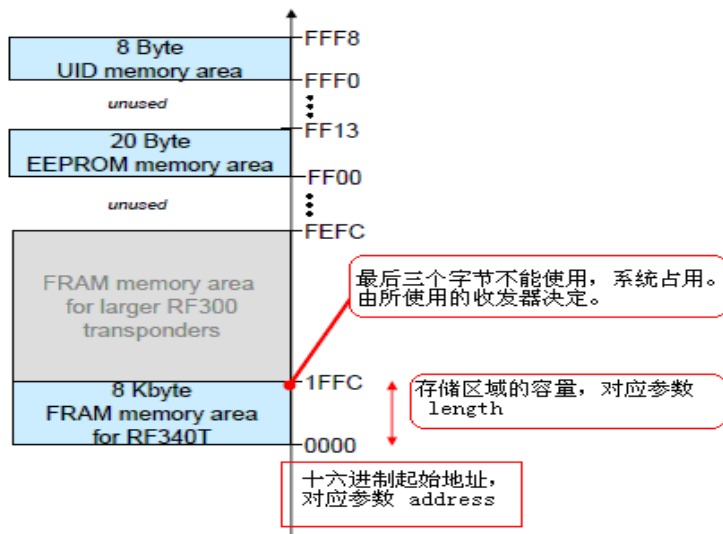 FFF8
8 Byte
UID memory area
FFF0
unused
FF13
20 Byte
EEPROM memory area
FF00
unused
FEFC
FRAM memory area
for larger RF300
transponders
最后三个字节不能使用，系统占用。
由所使用的收发器决定。
1FFC
8 Kbyte
FRAM memory area
for RF340T
存储区域的容量，对应参数
length
0000
十六进制起始地址，
对应参数 address